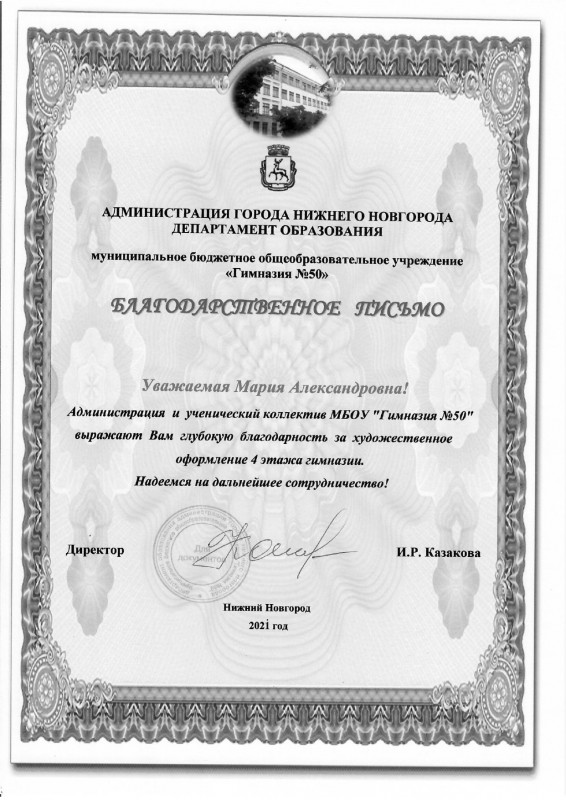 АДМИНИСТРАЦИЯ ГОРОДА НИЖНЕГО НОВГОРОДА
ДЕПАРТАМЕНТ ОБРАЗОВАНИЯ
муниципальное бюджетное общеобразовательное учреждение
«Гимназия №50»
БЛАГОДАРСТВЕННОЕ ПИСЬМО
Уважаемая Мария Александровна!
Администрация и ученический коллектив МБОУ "Гимназия №50"
выражают Вам глубокую благодарность за художественное
оформление 4 этажа гимназии.
Надеемся на дальнейшее сотрудничество!
Для
документов
Директор
И.Р. Казакова
Нижний Новгород
2021 год